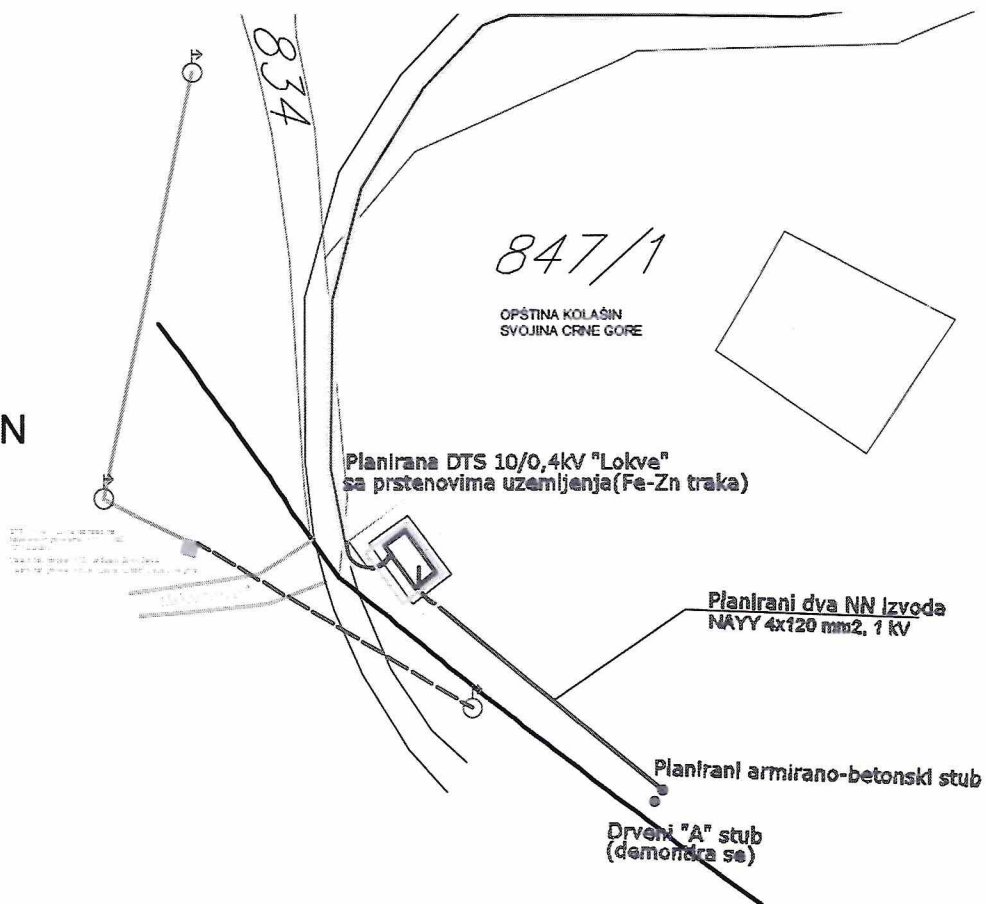 834
847/1
OPŠTINA KOLAŠIN
SVOJINA CRNE GORE
N
Planirana DTS 10/0,4kV "Lokve"
sa prstenovima uzemljenja(Fe-Zn traka)
Planirani dva NN izvoda
NAYY 4x120 mm2, 1 kV
Planirani armirano-betonski stub
Drveni "A" stub
(demontira se)